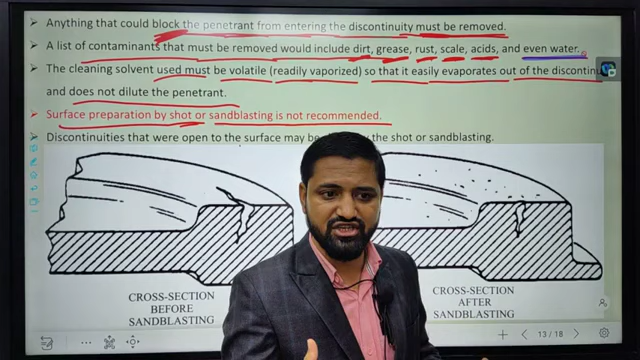 Anything that could block the penetrant from entering the discontinuity must be removed.
A list of contaminants that must be removed would include dirt, grease, rust, scale, acids, and even water.
The cleaning solvent used must be volatile (readily vaporized) so that it easily evaporates out of the
and does not dilute the penetrant.
Surface preparation by shot or sandblasting is not recommended.
Discontinuities that were open to the surface may be by the shot or sandblasting.
CROSS-SECTION
BEFORE
SANDBLASTING
CROSS-SECTION
AFTER
SANDBLASTING
13/18